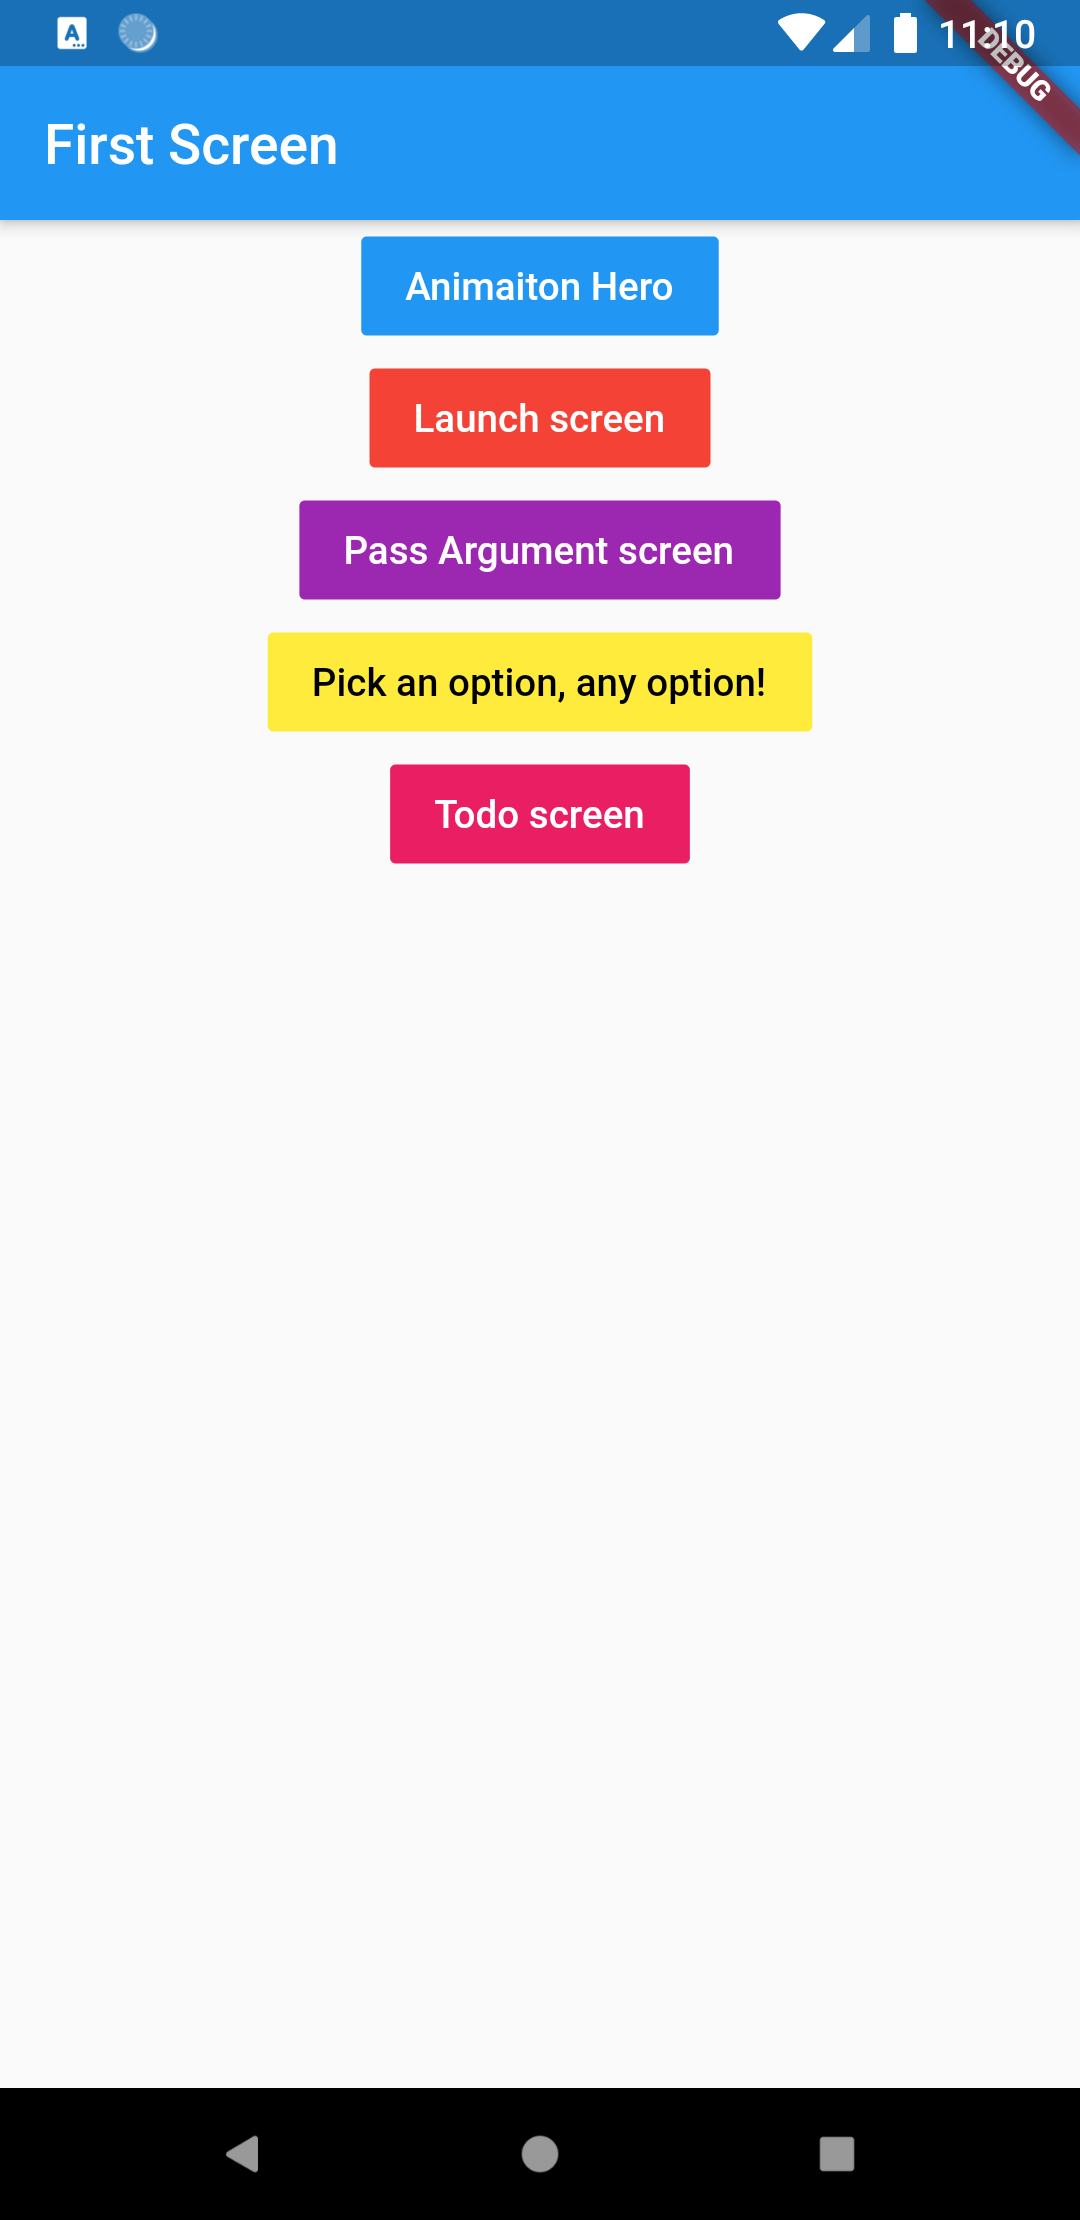 11:10
DEBUG
First Screen
Animaiton Hero
Launch screen
Pass Argument screen
Pick an option, any option!
Todo screen